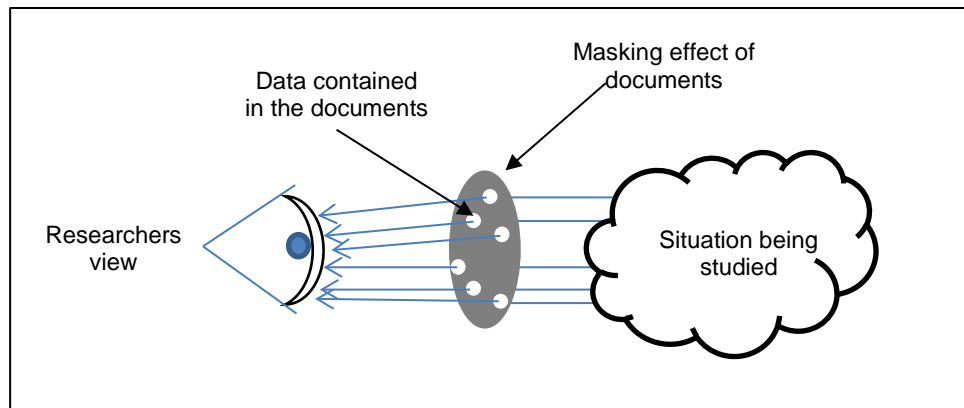 Masking effect of
documents
Data contained
in the documents
Researchers
view
Situation being
studied